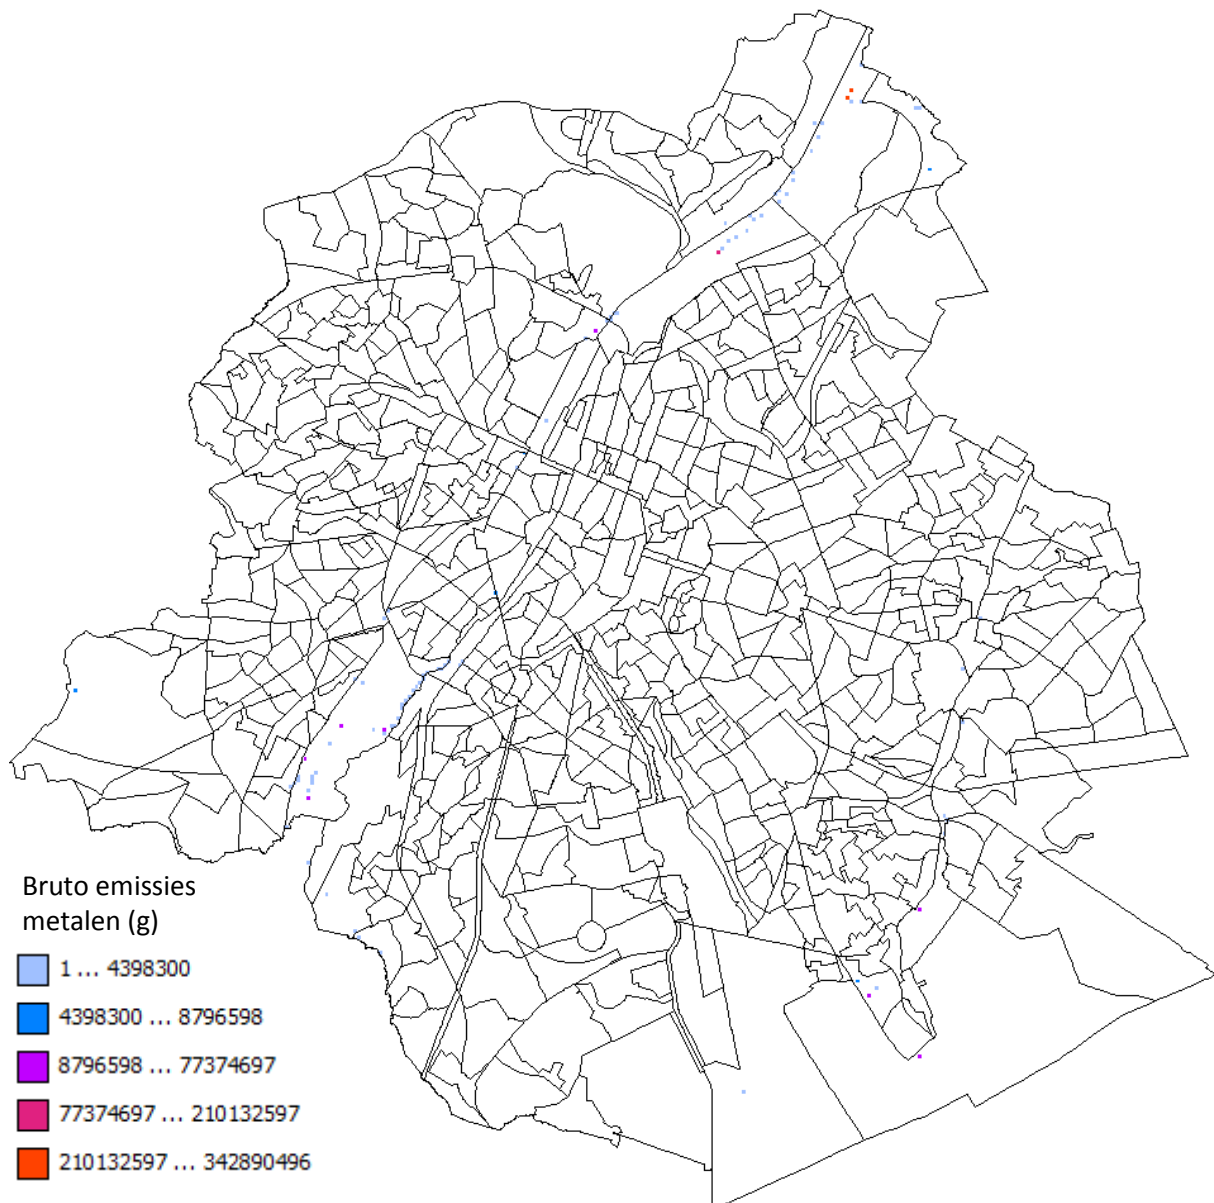 Bruto emissies
metalen (g)
1 ... 4398300
4398300 ... 8796598
8796598 ... 77374697
77374697 ... 210132597
210132597 ... 342890496